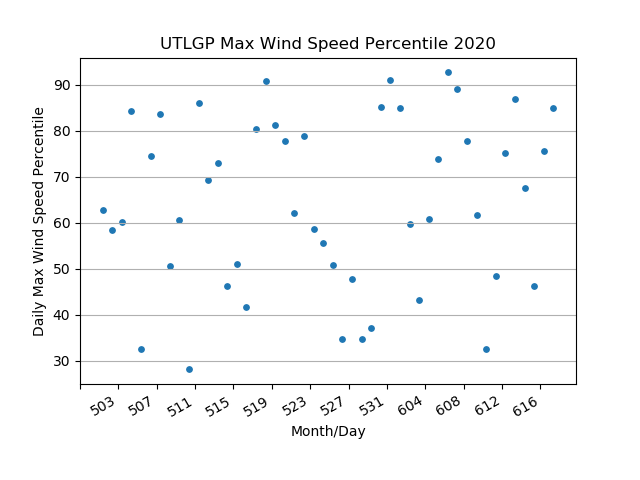 UTLGP Max Wind Speed Percentile 2020
Daily Max Wind Speed Percentile
90
80
70
60
50
40
30
503 507 511 515 519 523 527 531 604 608 612 616
Month/Day